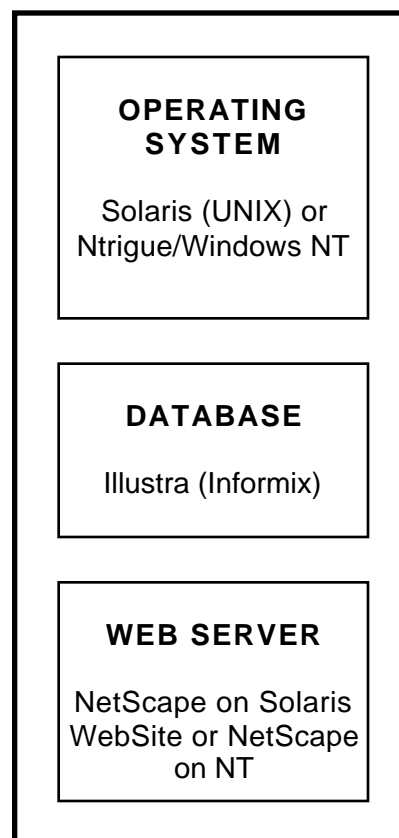 OPERATING
SYSTEM
Solaris (UNIX) or
Ntrigue/Windows NT
DATABASE
Illustra (Informix)
WEB SERVER
NetScape on Solaris
WebSite or NetScape
on NT